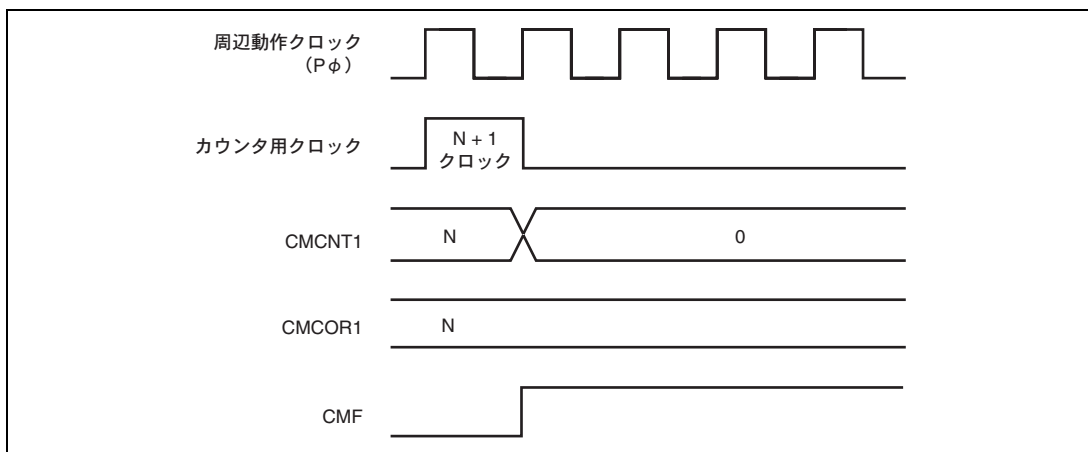 周辺動作クロック
（Pφ）
カウンタ用クロック
N + 1
クロック
CMCNT1
N
0
CMCOR1
N
CMF